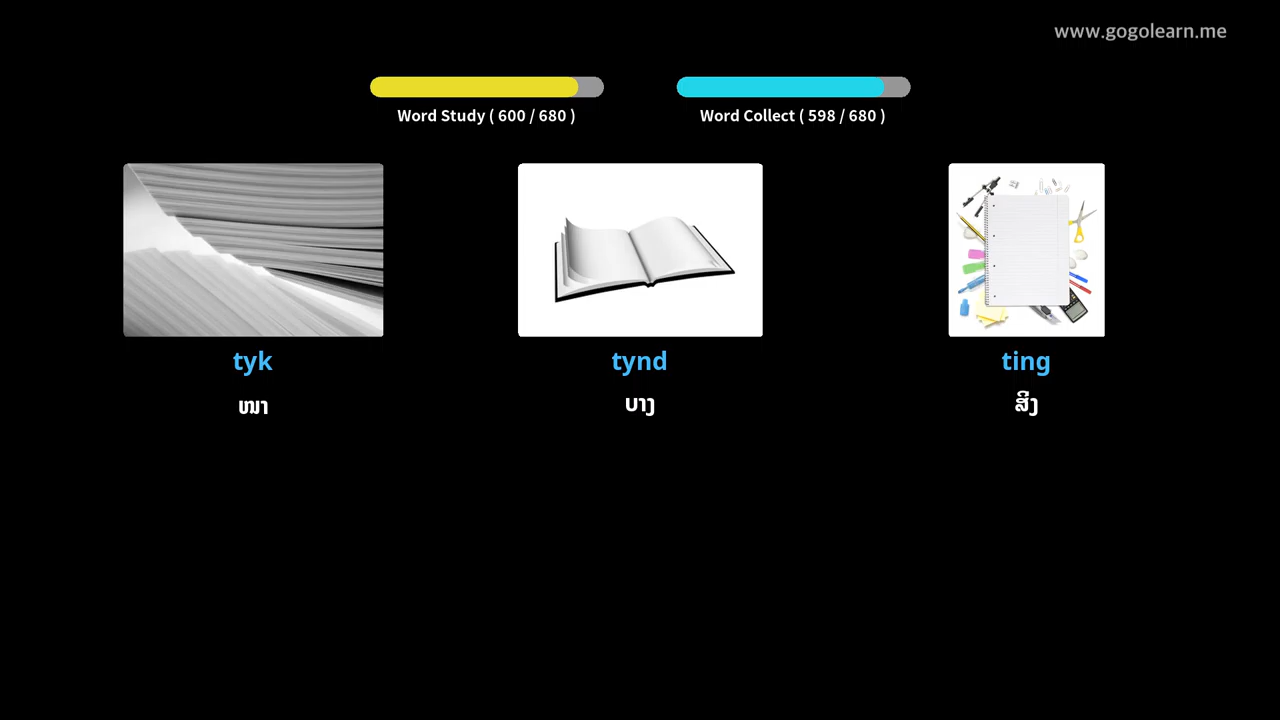 www.gogolearn.me
Word Study ( 600 / 680 )
Word Collect ( 598 / 680 )
tyk
tynd
ting
ໜາ
ບາງ
ສິ່ງ